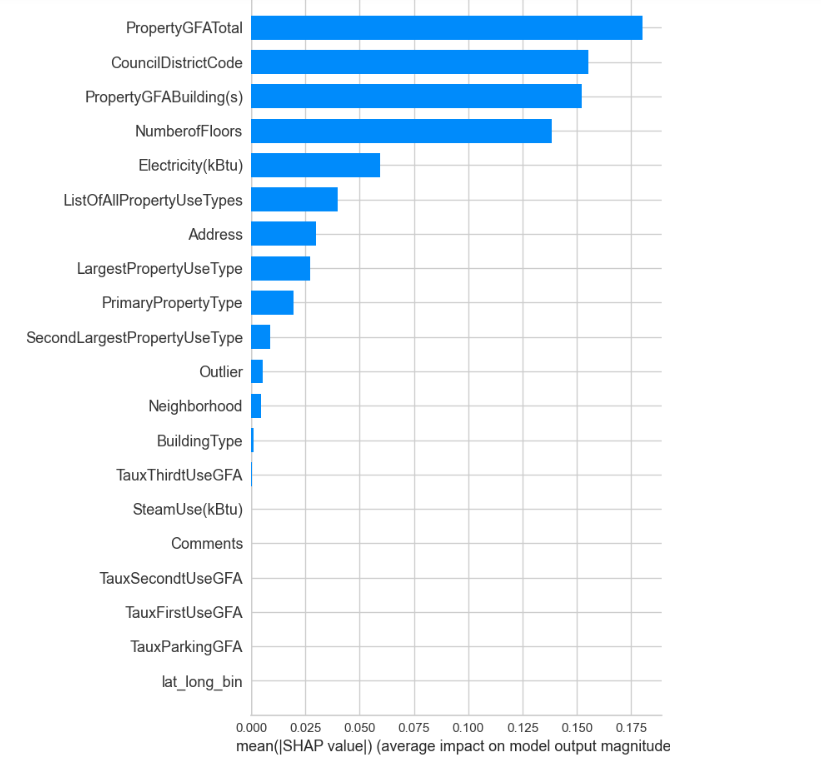 PropertyGFATotal
CouncilDistrictCode
PropertyGFABuilding(s)
NumberofFloors
Electricity(kBtu)
ListOfAllPropertyUseTypes
Address
LargestPropertyUseType
PrimaryPropertyType
SecondLargestPropertyUseType
Outlier
Neighborhood
BuildingType
TauxThirdtUseGFA
SteamUse(kBtu)
Comments
TauxSecondtUseGFA
TauxFirstUseGFA
TauxParkingGFA
lat_long_bin
0.000 0.025 0.050 0.075 0.100 0.125 0.150 0.175
mean(|SHAP value|) (average impact on model output magnitude